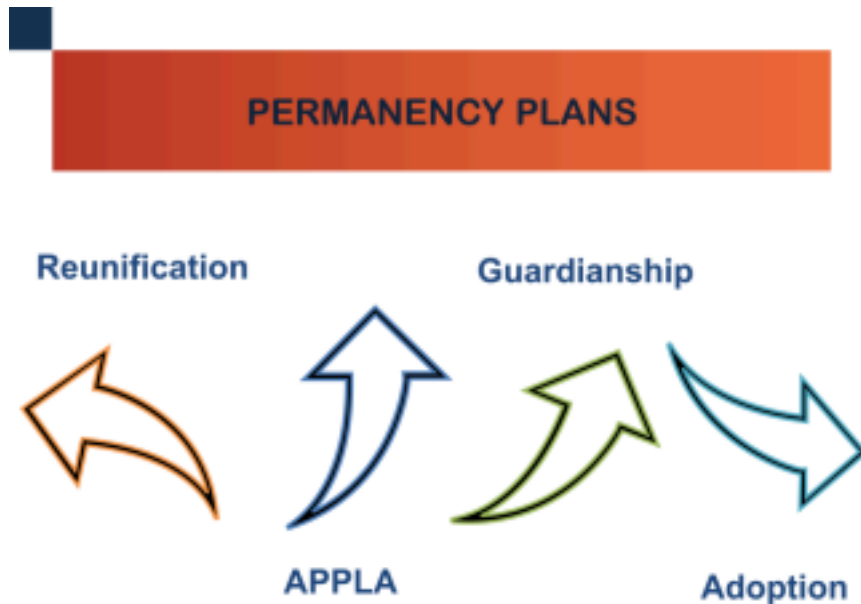 PERMANENCY PLANS
Reunification
Guardianship
APPLA
Adoption